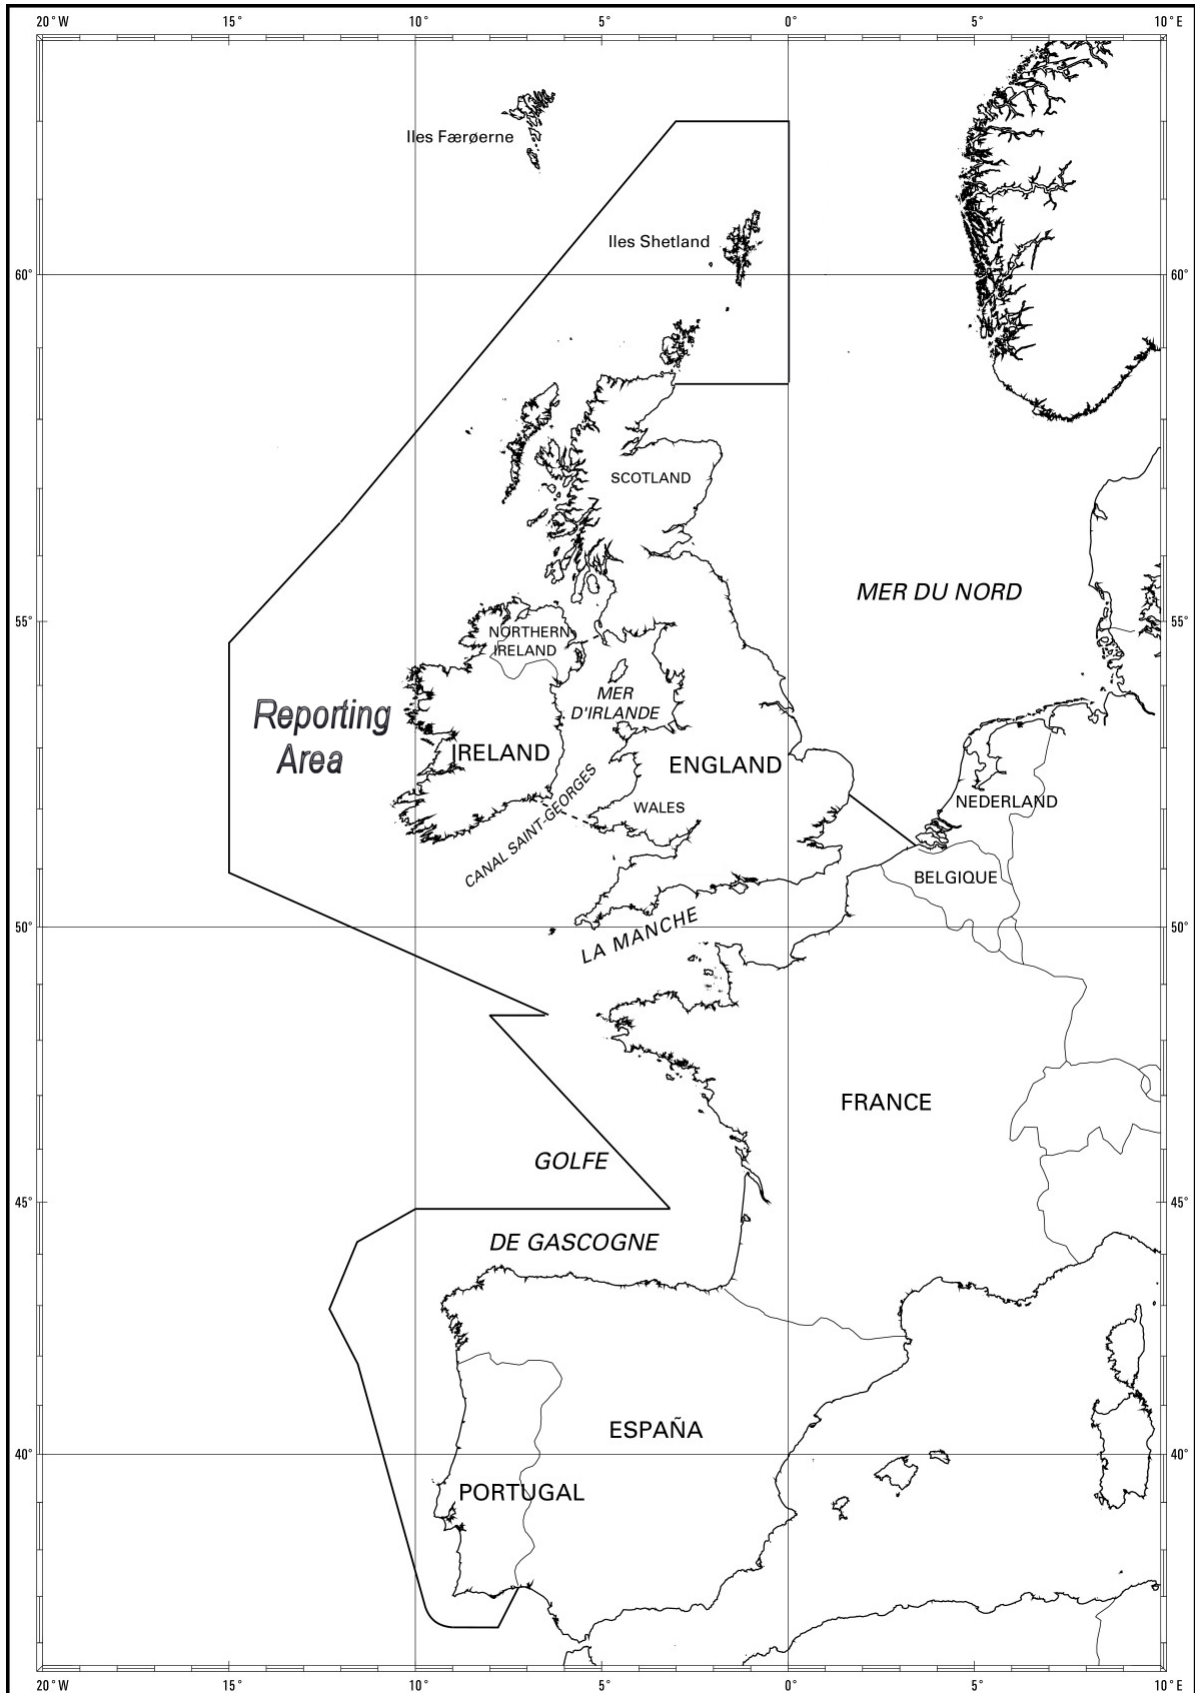 20° W 15° 10° 5° 0° 5° 10° E
Iles Færøerne
Iles Shetland
60° 60°
SCOTLAND
MER DU NORD
55° 55°
NORTHERN
IRELAND
MER
D'IRLANDE
Reporting
Area
IRELAND
ENGLAND
NEDERLAND
WALES
CANAL SAINT-GEORGES
BELGIQUE
LA MANCHE
50° 50°
FRANCE
GOLFE
45° 45°
DE GASCOGNE
ESPAÑA
40° 40°
PORTUGAL
20° W 15° 10° 5° 0° 5° 10° E